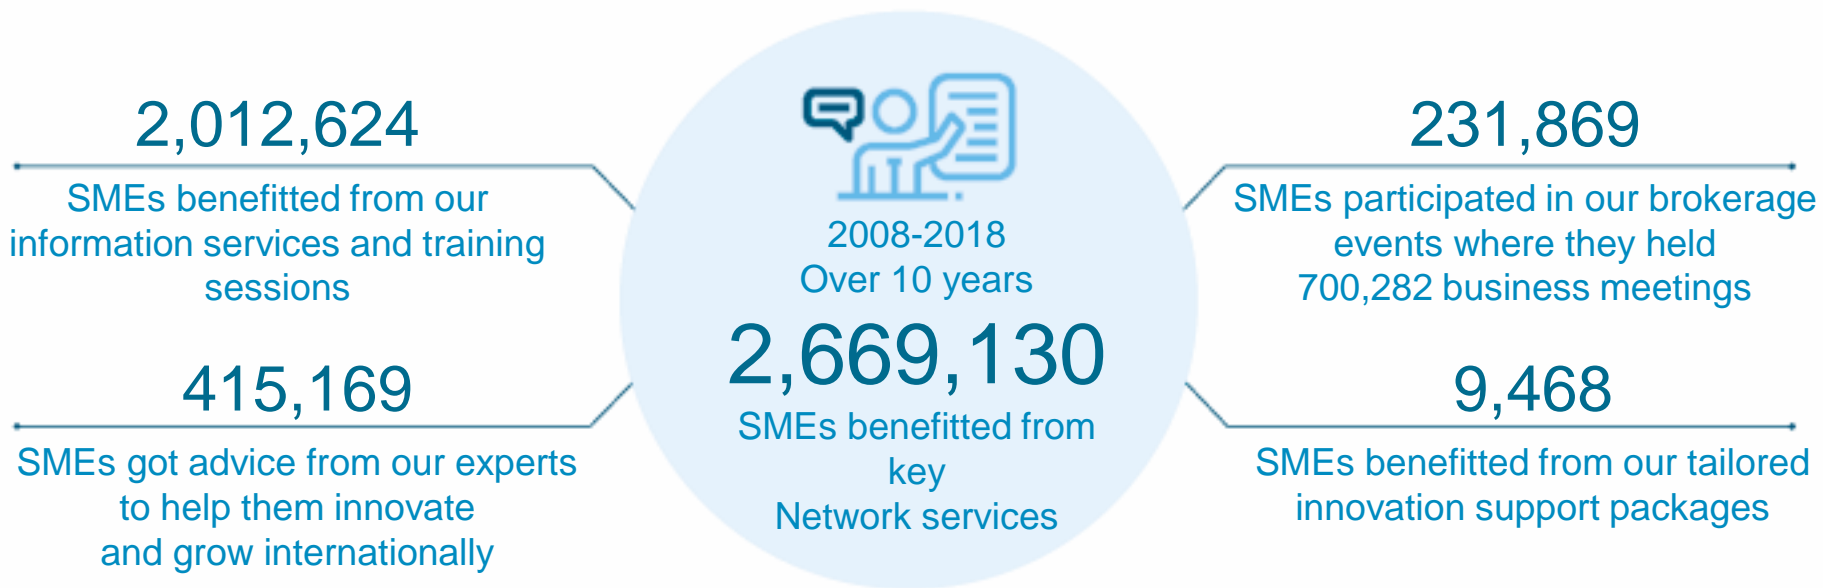 2,012,624
SMEs benefitted from our
information services and training
sessions
415,169
SMEs got advice from our experts
to help them innovate
and grow internationally
2008-2018
Over 10 years
2,669,130
SMEs benefitted from
key
Network services
231,869
SMEs participated in our brokerage
events where they held
700,282 business meetings
9,468
SMEs benefitted from our tailored
innovation support packages